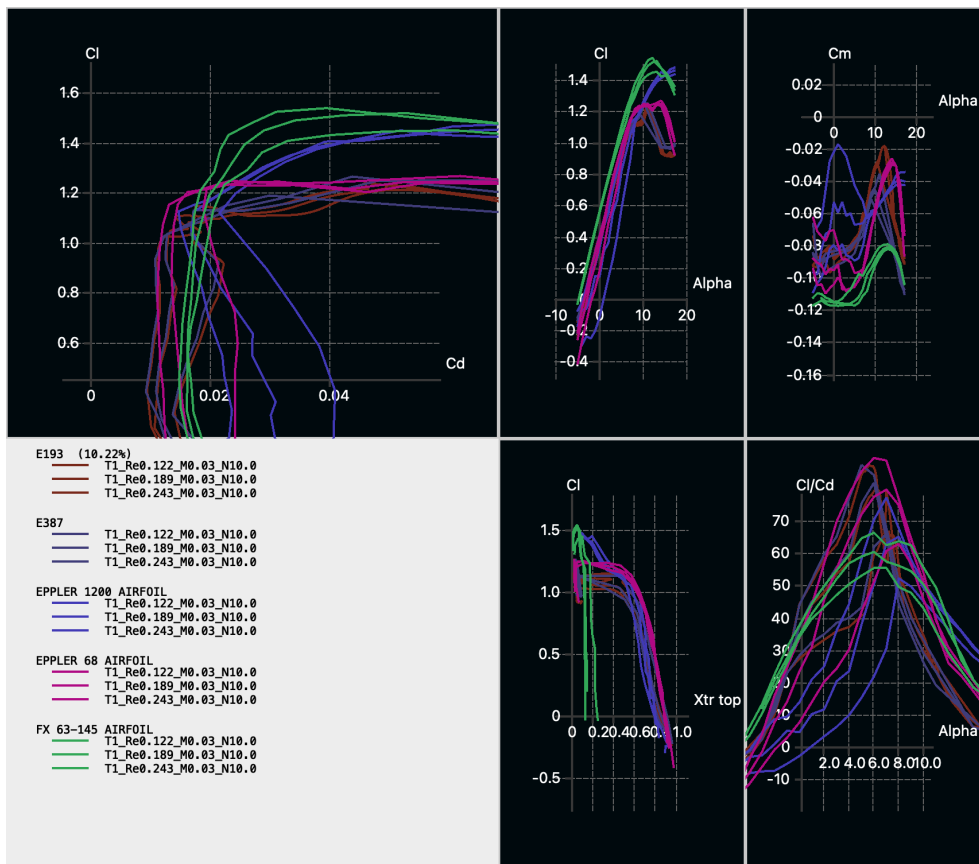 Cl
1.6
1.4
1.2
1.0
0.8
0.6
Cd
0
0.02
0.04
Cl
1.4
1.2
1.0
0.8
0.6
0.4
0.2
Alpha
-10
0
10
20
-0.2
-0.4
Cm
0.02
Alpha
0
0
10
20
-0.02
-0.04
-0.06
-0.08
-0.10
-0.12
-0.14
-0.16
E193 (10.22%)
T1_Re0.122_M0.03_N10.0
T1_Re0.189_M0.03_N10.0
T1_Re0.243_M0.03_N10.0
E387
T1_Re0.122_M0.03_N10.0
T1_Re0.189_M0.03_N10.0
T1_Re0.243_M0.03_N10.0
EPPLER 1200 AIRFOIL
T1_Re0.122_M0.03_N10.0
T1_Re0.189_M0.03_N10.0
T1_Re0.243_M0.03_N10.0
EPPLER 68 AIRFOIL
T1_Re0.122_M0.03_N10.0
T1_Re0.189_M0.03_N10.0
T1_Re0.243_M0.03_N10.0
FX 63-145 AIRFOIL
T1_Re0.122_M0.03_N10.0
T1_Re0.189_M0.03_N10.0
T1_Re0.243_M0.03_N10.0
Cl
1.5
1.0
0.5
Xtr top
0
0 0.20.40.60.81.0
-0.5
Cl/Cd
70
60
50
40
30
20
10
Alpha
0
2.0 4.0 6.0 8.0 10.0
-10